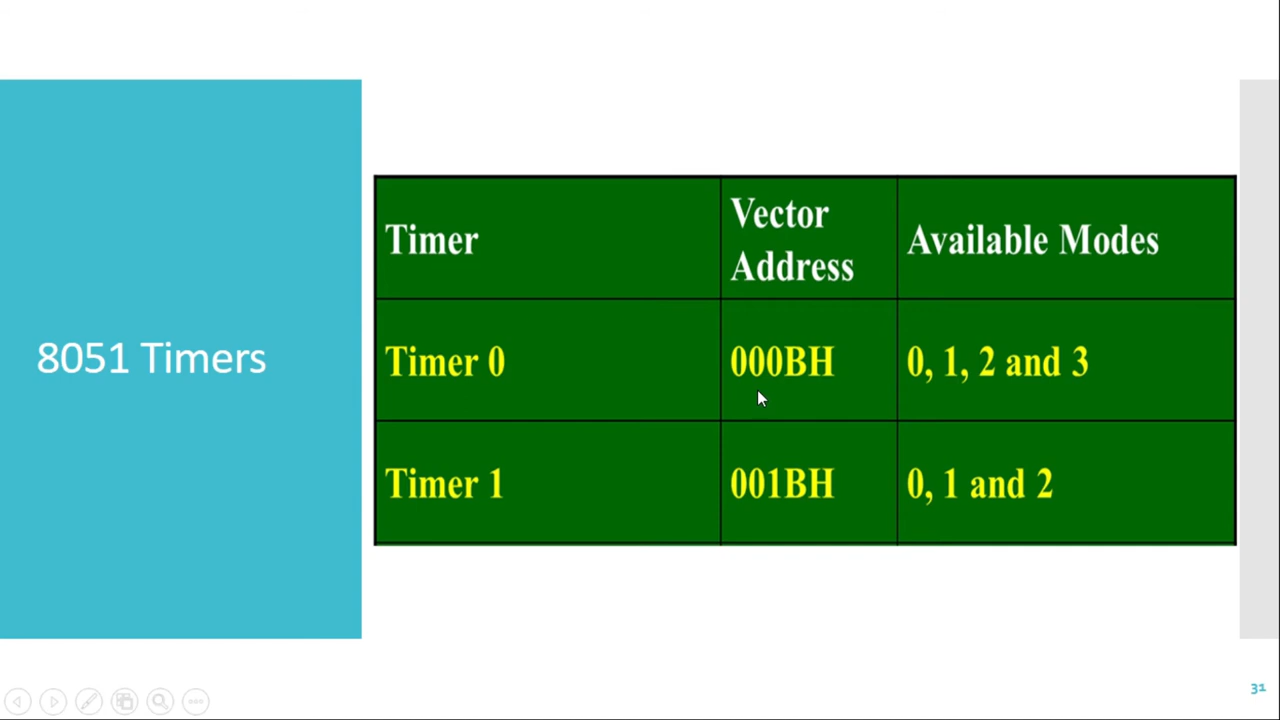 8051 Timers
Timer
Vector
Address
Available Modes
Timer 0
000BH
0, 1, 2 and 3
Timer 1
001BH
0, 1 and 2
31